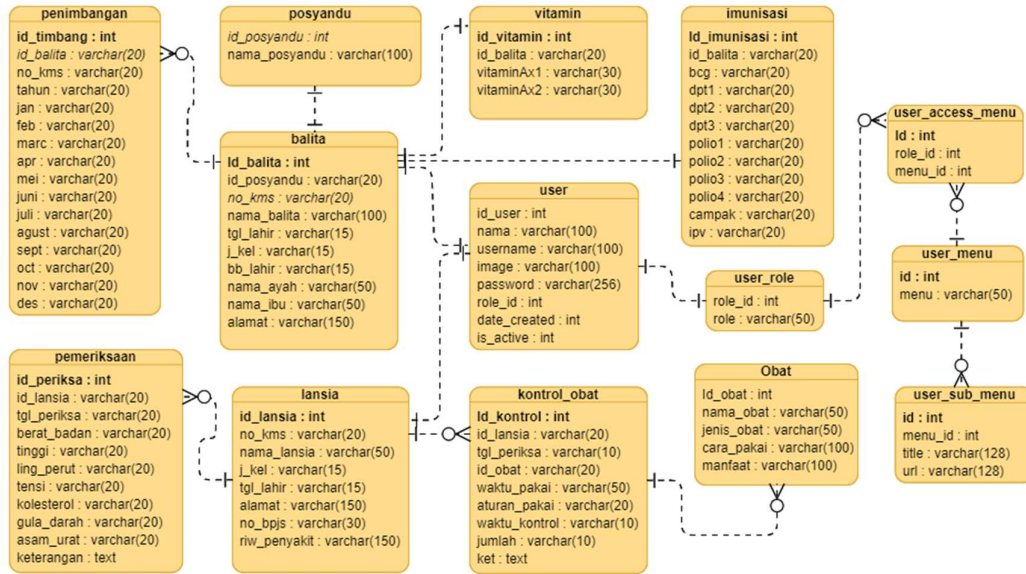 penimbangan
id_timbang : int
id_balita : varchar(20)
no_kms : varchar(20)
tahun : varchar(20)
jan : varchar(20)
feb : varchar(20)
marc : varchar(20)
apr : varchar(20)
mei : varchar(20)
juni : varchar(20)
juli : varchar(20)
agust : varchar(20)
sept : varchar(20)
oct : varchar(20)
nov : varchar(20)
des : varchar(20)
posyandu
id_posyandu : int
nama_posyandu : varchar(100)
balita
Id_balita : int
id_posyandu : varchar(20)
no_kms : varchar(20)
nama_balita : varchar(100)
tgl_lahir : varchar(15)
j_kel : varchar(15)
bb_lahir : varchar(15)
nama_ayah : varchar(50)
nama_ibu : varchar(50)
alamat : varchar(150)
vitamin
id_vitamin : int
id_balita : varchar(20)
vitaminAx1 : varchar(30)
vitaminAx2 : varchar(30)
user
id_user : int
nama : varchar(100)
username : varchar(100)
image : varchar(100)
password : varchar(256)
role_id : int
date_created : int
is_active : int
imunisasi
Id_imunisasi : int
id_balita : varchar(20)
bcg : varchar(20)
dpt1 : varchar(20)
dpt2 : varchar(20)
dpt3 : varchar(20)
polio1 : varchar(20)
polio2 : varchar(20)
polio3 : varchar(20)
polio4 : varchar(20)
campak : varchar(20)
ipv : varchar(20)
user_access_menu
Id : int
role_id : int
menu_id : int
user_role
role_id : int
role : varchar(50)
user_menu
id : int
menu : varchar(50)
pemeriksaan
id_periksa : int
id_lansia : varchar(20)
tgl_periksa : varchar(20)
berat_badan : varchar(20)
tinggi : varchar(20)
ling_perut : varchar(20)
tensi : varchar(20)
kolesterol : varchar(20)
gula_darah : varchar(20)
asam_urat : varchar(20)
keterangan : text
lansia
id_lansia : int
no_kms : varchar(20)
nama_lansia : varchar(50)
j_kel : varchar(15)
tgl_lahir : varchar(15)
alamat : varchar(150)
no_bpjs : varchar(30)
riw_penyakit : varchar(150)
kontrol_obat
Id_kontrol : int
id_lansia : varchar(20)
tgl_periksa : varchar(10)
id_obat : varchar(20)
waktu_pakai : varchar(50)
aturan_pakai : varchar(20)
waktu_kontrol : varchar(10)
jumlah : varchar(10)
ket : text
Obat
Id_obat : int
nama_obat : varchar(50)
jenis_obat : varchar(50)
cara_pakai : varchar(100)
manfaat : varchar(100)
user_sub_menu
id : int
menu_id : int
title : varchar(128)
url : varchar(128)